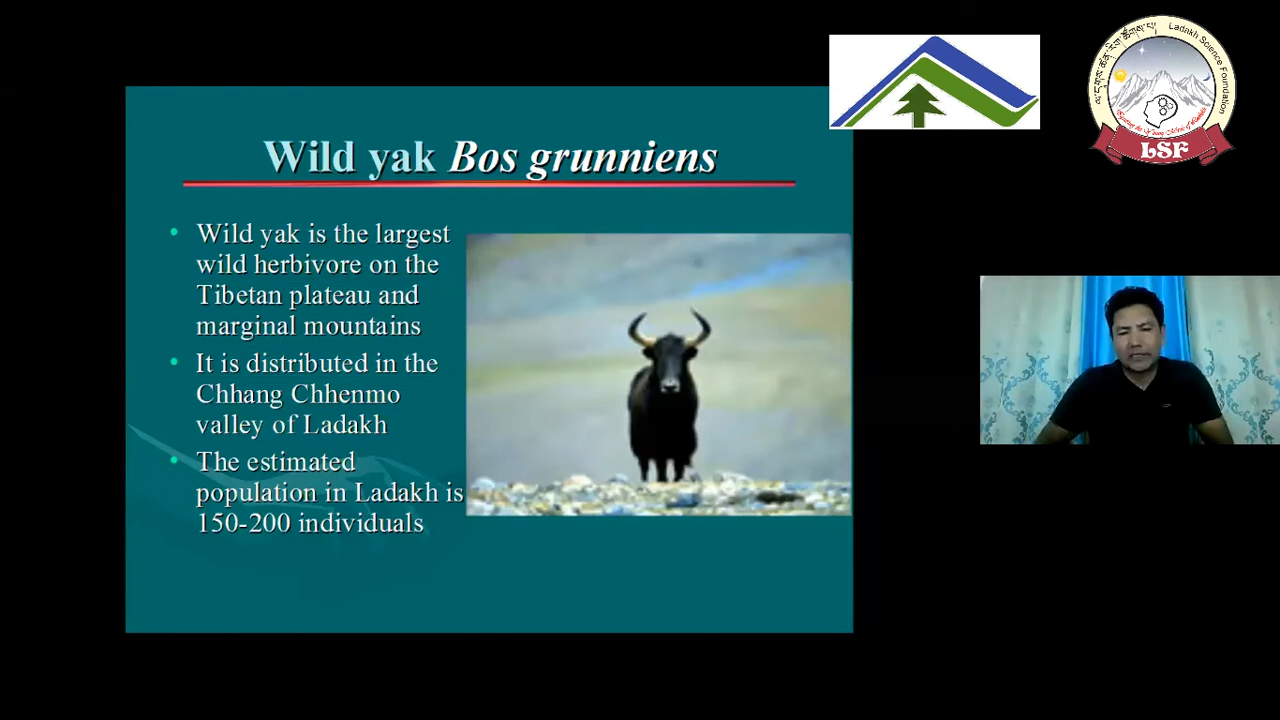 Ladakh Science Foundation
LSF
Wild yak Bos grunniens
• Wild yak is the largest
wild herbivore on the
Tibetan plateau and
marginal mountains
• It is distributed in the
Chhang Chhenmo
valley of Ladakh
• The estimated
population in Ladakh is
150-200 individuals